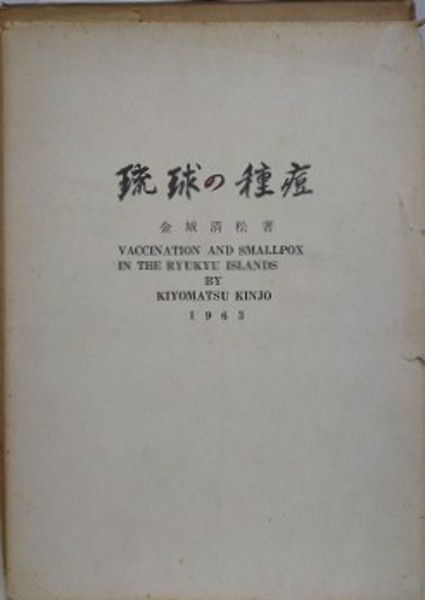 琉球の種痘
金城清松著
VACCINATION AND SMALLPOX
IN THE RYUKYU ISLANDS
BY
KIYOMATSU KINJO
1963